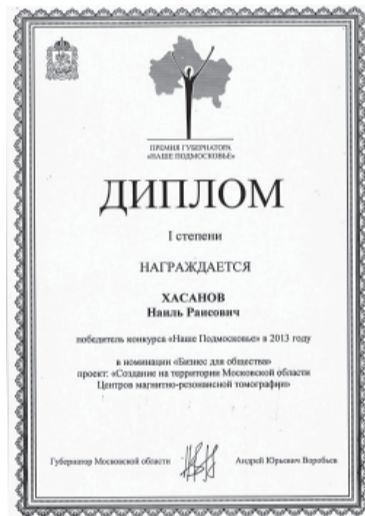 ПРЕМИЯ ГУБЕРНАТОРА
«НАШЕ ПОДМОСКОВЬЕ»
ДИПЛОМ
I степени
НАГРАЖДАЕТСЯ
ХАСАНОВ
Наиль Раисович
победитель конкурса «Наше Подмосковье» в 2013 году
в номинации «Бизнес для общества»
проект: «Создание на территории Московской области
Центров магнитно-резонансной томографии»
Губернатор Московской области Андрей Юрьевич Воробьев